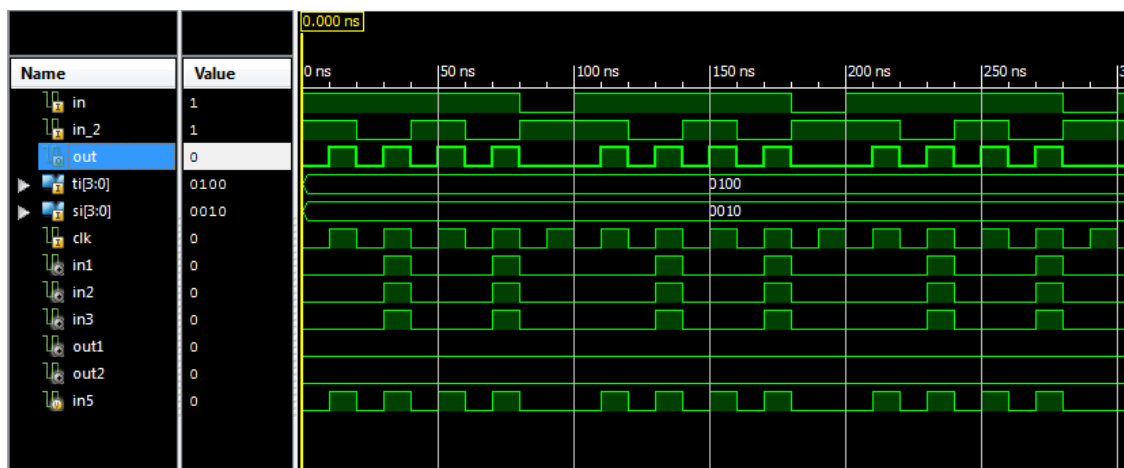 0.000 ns
Name Value 0 ns 50 ns 100 ns 150 ns 200 ns 250 ns 3
in 1
in_2 1
out 0
ti[3:0] 0100 0100
si[3:0] 0010 0010
clk 0
in1 0
in2 0
in3 0
out1 0
out2 0
in5 0